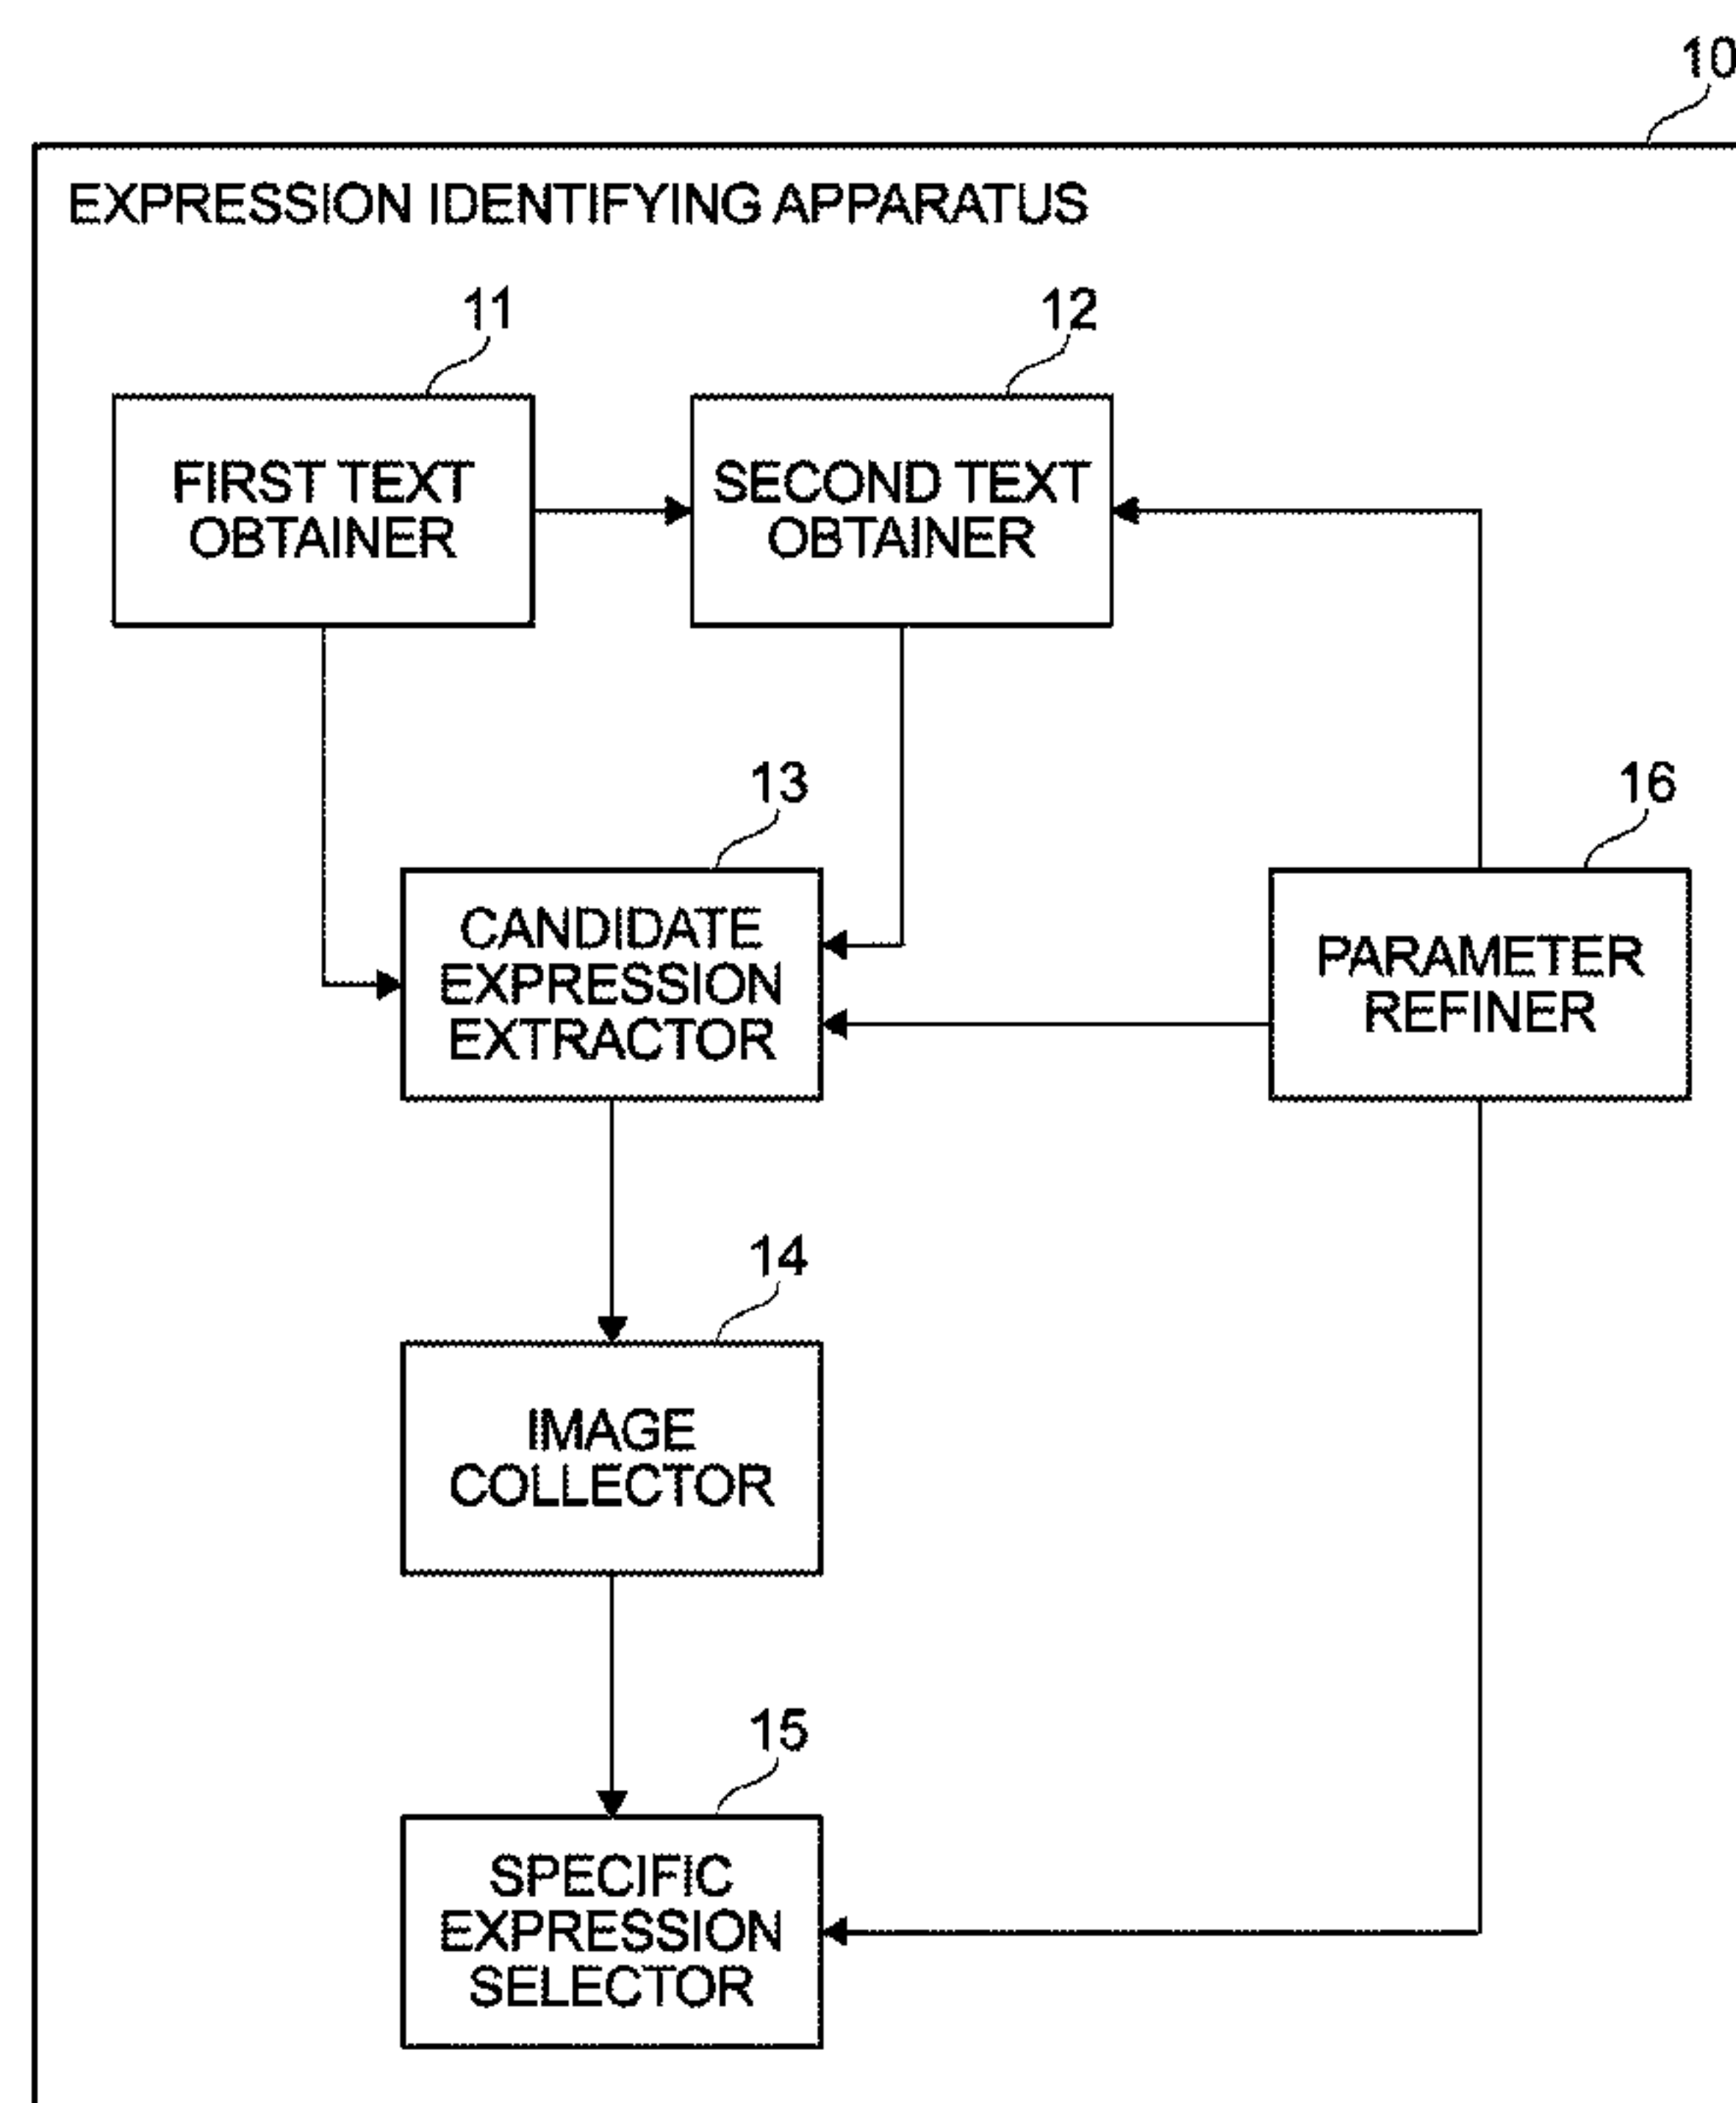 10
EXPRESSION IDENTIFYING APPARATUS
11
12
FIRST TEXT
OBTAINER
SECOND TEXT
OBTAINER
13
16
CANDIDATE
EXPRESSION
EXTRACTOR
PARAMETER
REFINER
14
IMAGE
COLLECTOR
15
SPECIFIC
EXPRESSION
SELECTOR